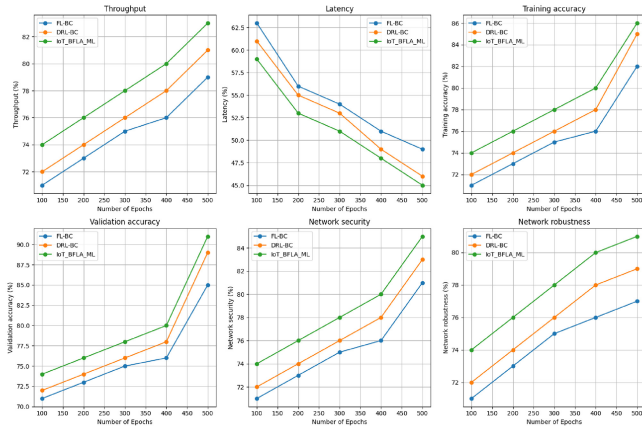 Throughput
FL-BC
DRL-BC
IoT_BFLA_ML
Throughput (%)
82
80
78
76
74
72
100 150 200 250 300 350 400 450 500
Number of Epochs
Latency
FL-BC
DRL-BC
IoT_BFLA_ML
Latency (%)
62.5
60.0
57.5
55.0
52.5
50.0
47.5
45.0
100 150 200 250 300 350 400 450 500
Number of Epochs
Training accuracy
FL-BC
DRL-BC
IoT_BFLA_ML
Training accuracy (%)
86
84
82
80
78
76
74
72
100 150 200 250 300 350 400 450 500
Number of Epochs
Validation accuracy
FL-BC
DRL-BC
IoT_BFLA_ML
Validation accuracy (%)
90.0
87.5
85.0
82.5
80.0
77.5
75.0
72.5
70.0
100 150 200 250 300 350 400 450 500
Number of Epochs
Network security
FL-BC
DRL-BC
IoT_BFLA_ML
Network security (%)
84
82
80
78
76
74
72
100 150 200 250 300 350 400 450 500
Number of Epochs
Network robustness
FL-BC
DRL-BC
IoT_BFLA_ML
Network robustness (%)
80
78
76
74
72
100 150 200 250 300 350 400 450 500
Number of Epochs